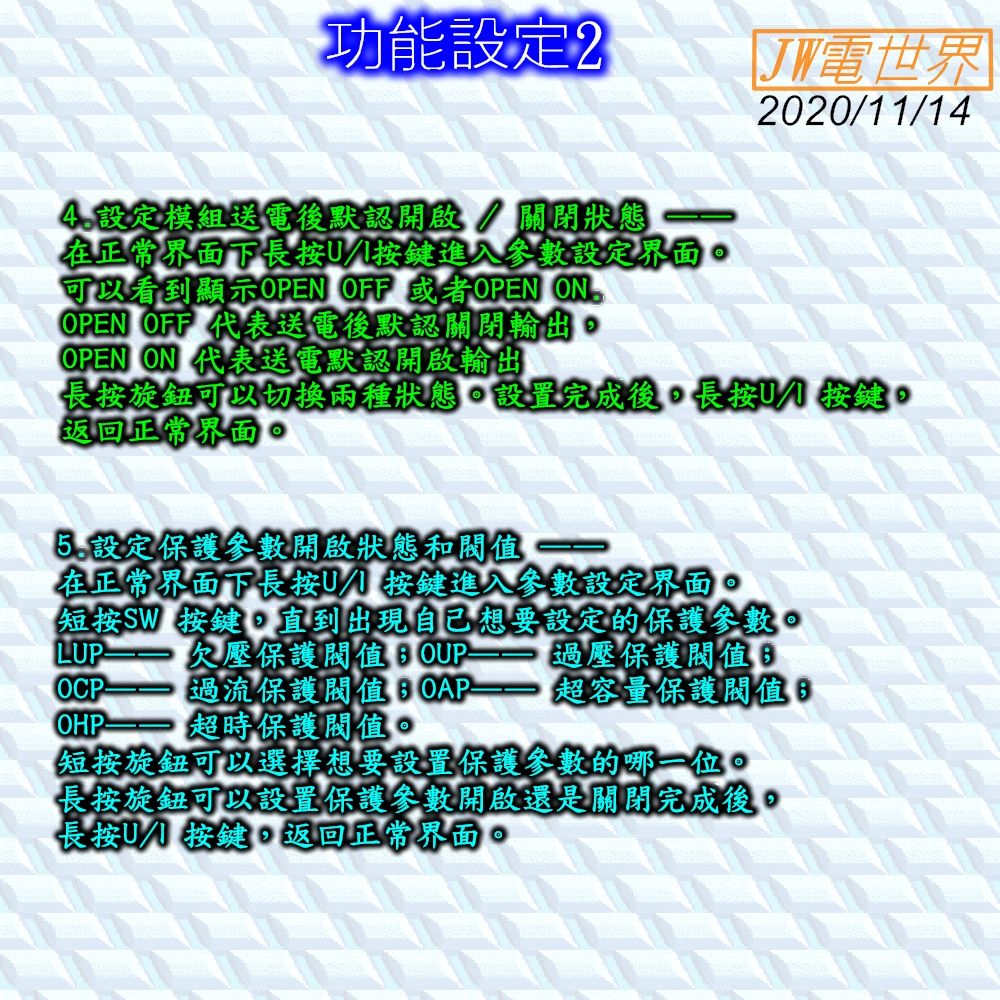 功能設定2
JW電世界
2020/11/14
4.設定模組送電後默認開啟 / 關閉狀態 ——
在正常界面下長按U/I按鍵進入參數設定界面。
可以看到顯示OPEN OFF 或者OPEN ON.
OPEN OFF 代表送電後默認關閉輸出，
OPEN ON 代表送電默認開啟輸出
長按旋鈕可以切換兩種狀態。設置完成後，長按U/I 按鍵，
返回正常界面。
5.設定保護參數開啟狀態和閥值 ——
在正常界面下長按U/I 按鍵進入參數設定界面。
短按SW 按鍵，直到出現自己想要設定的保護參數。
LUP—— 欠壓保護閥值；OUP—— 過壓保護閥值；
OCP—— 過流保護閥值；OAP—— 超容量保護閥值；
OHP—— 超時保護閥值。
短按旋鈕可以選擇想要設置保護參數的哪一位。
長按旋鈕可以設置保護參數開啟還是關閉完成後，
長按U/I 按鍵，返回正常界面。